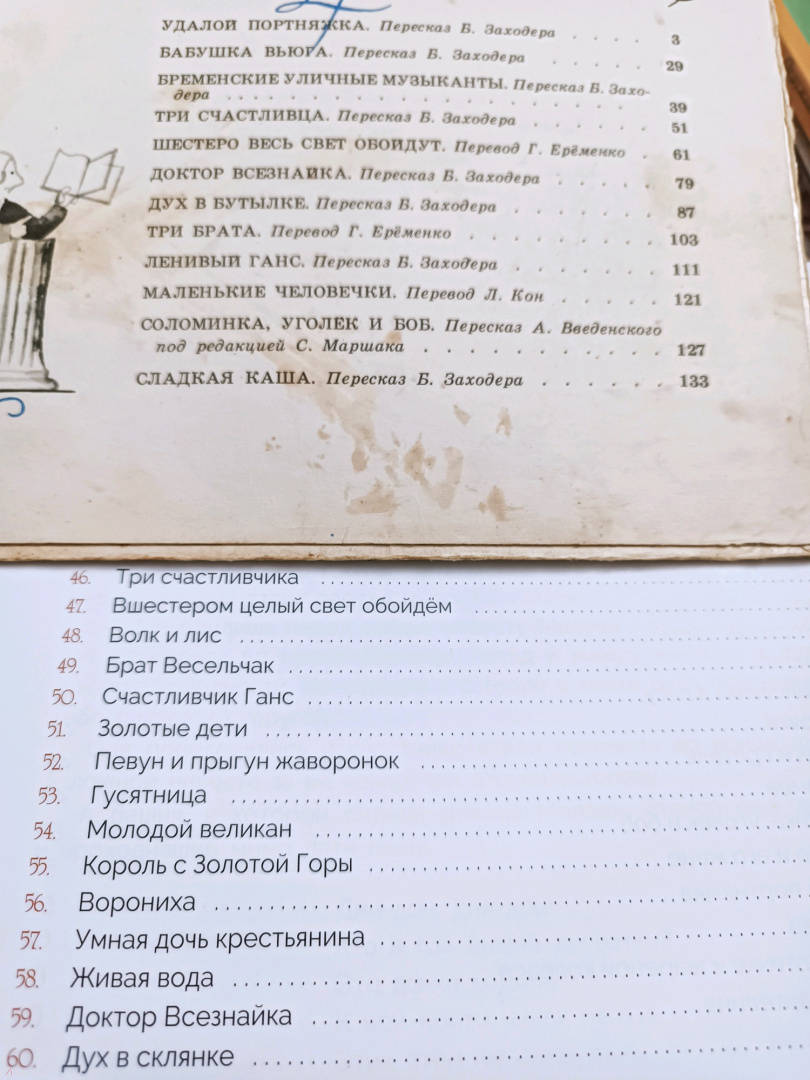 УДАЛОЙ ПОРТНЯЖКА. Пересказ Б. Заходера . . . . 3
БАБУШКА ВЬЮГА. Пересказ Б. Заходера . . . . . 29
БРЕМЕНСКИЕ УЛИЧНЫЕ МУЗЫКАНТЫ. Пересказ Б. Захо-
дера . . . . . . . . . . . . . . . . 39
ТРИ СЧАСТЛИВЦА. Пересказ Б. Заходера . . . . . 51
ШЕСТЕРО ВЕСЬ СВЕТ ОБОЙДУТ. Перевод Г. Ерёменко . 61
ДОКТОР ВСЕЗНАЙКА. Пересказ Б. Заходера . . . . . 79
ДУХ В БУТЫЛКЕ. Пересказ Б. Заходера . . . . . . 87
ТРИ БРАТА. Перевод Г. Ерёменко . . . . . . . . 103
ЛЕНИВЫЙ ГАНС. Пересказ Б. Заходера . . . . . . 111
МАЛЕНЬКИЕ ЧЕЛОВЕЧКИ. Перевод Л. Кон . . . . . 121
СОЛОМИНКА, УГОЛЕК И БОБ. Пересказ А. Введенского
под редакцией С. Маршака . . . . . . . . . . 127
СЛАДКАЯ КАША. Пересказ Б. Заходера . . . . . 133
46. Три счастливчика
47. Вшестером целый свет обойдём
48. Волк и лис
49. Брат Весельчак
50. Счастливчик Ганс
51. Золотые дети
52. Певун и прыгун жаворонок
53. Гусятница
54. Молодой великан
55. Король с Золотой Горы
56. Ворониха
57. Умная дочь крестьянина
58. Живая вода
59. Доктор Всезнайка
60. Дух в склянке